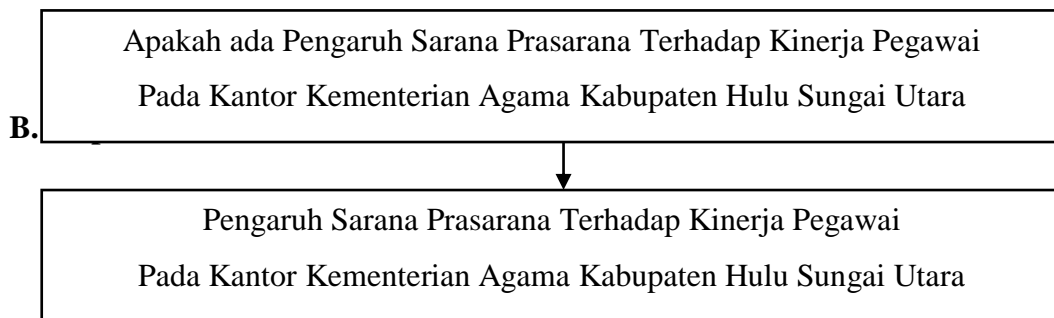 Apakah ada Pengaruh Sarana Prasarana Terhadap Kinerja Pegawai
Pada Kantor Kementerian Agama Kabupaten Hulu Sungai Utara
B.
Pengaruh Sarana Prasarana Terhadap Kinerja Pegawai
Pada Kantor Kementerian Agama Kabupaten Hulu Sungai Utara